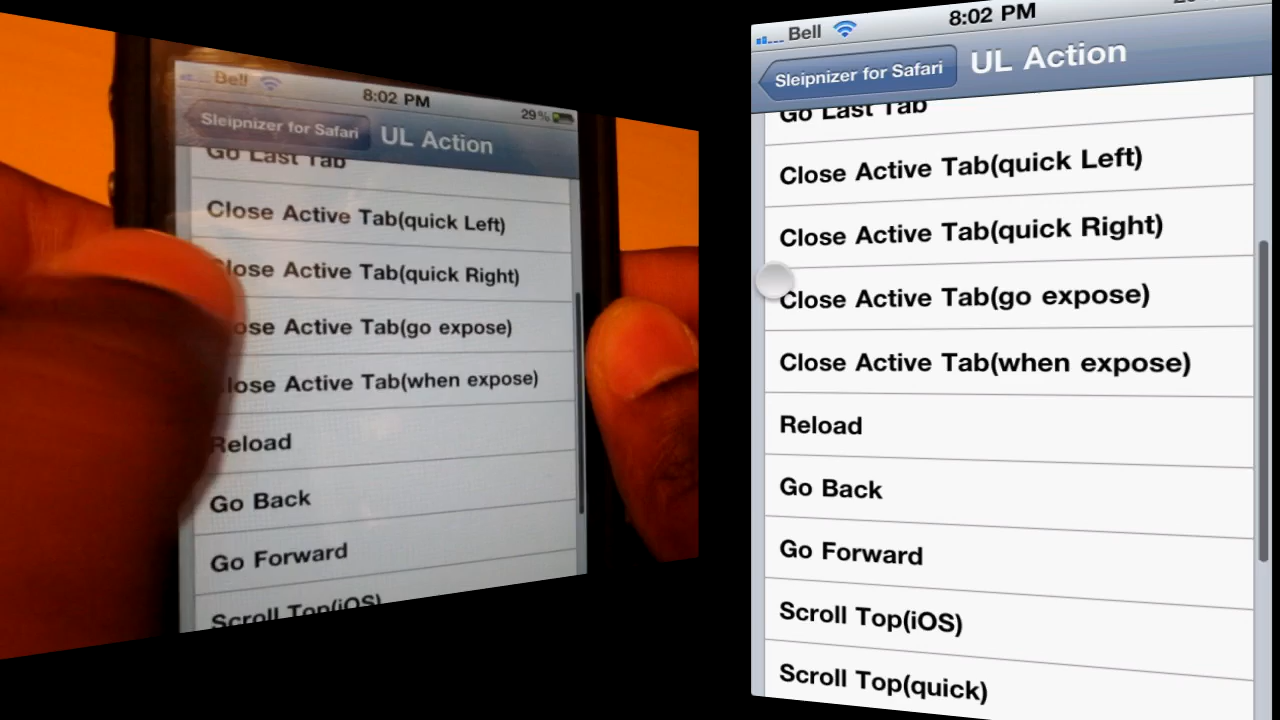 Bell
8:02 PM
29%
Sleipnizer for Safari
UL Action
Go Last Tab
Close Active Tab(quick Left)
Close Active Tab(quick Right)
lose Active Tab(go expose)
lose Active Tab(when expose)
Reload
Go Back
Go Forward
Scroll Top(iOS)
Bell
8:02 PM
Sleipnizer for Safari
UL Action
Go Last Tab
Close Active Tab(quick Left)
Close Active Tab(quick Right)
Close Active Tab(go expose)
Close Active Tab(when expose)
Reload
Go Back
Go Forward
Scroll Top(iOS)
Scroll Top(quick)